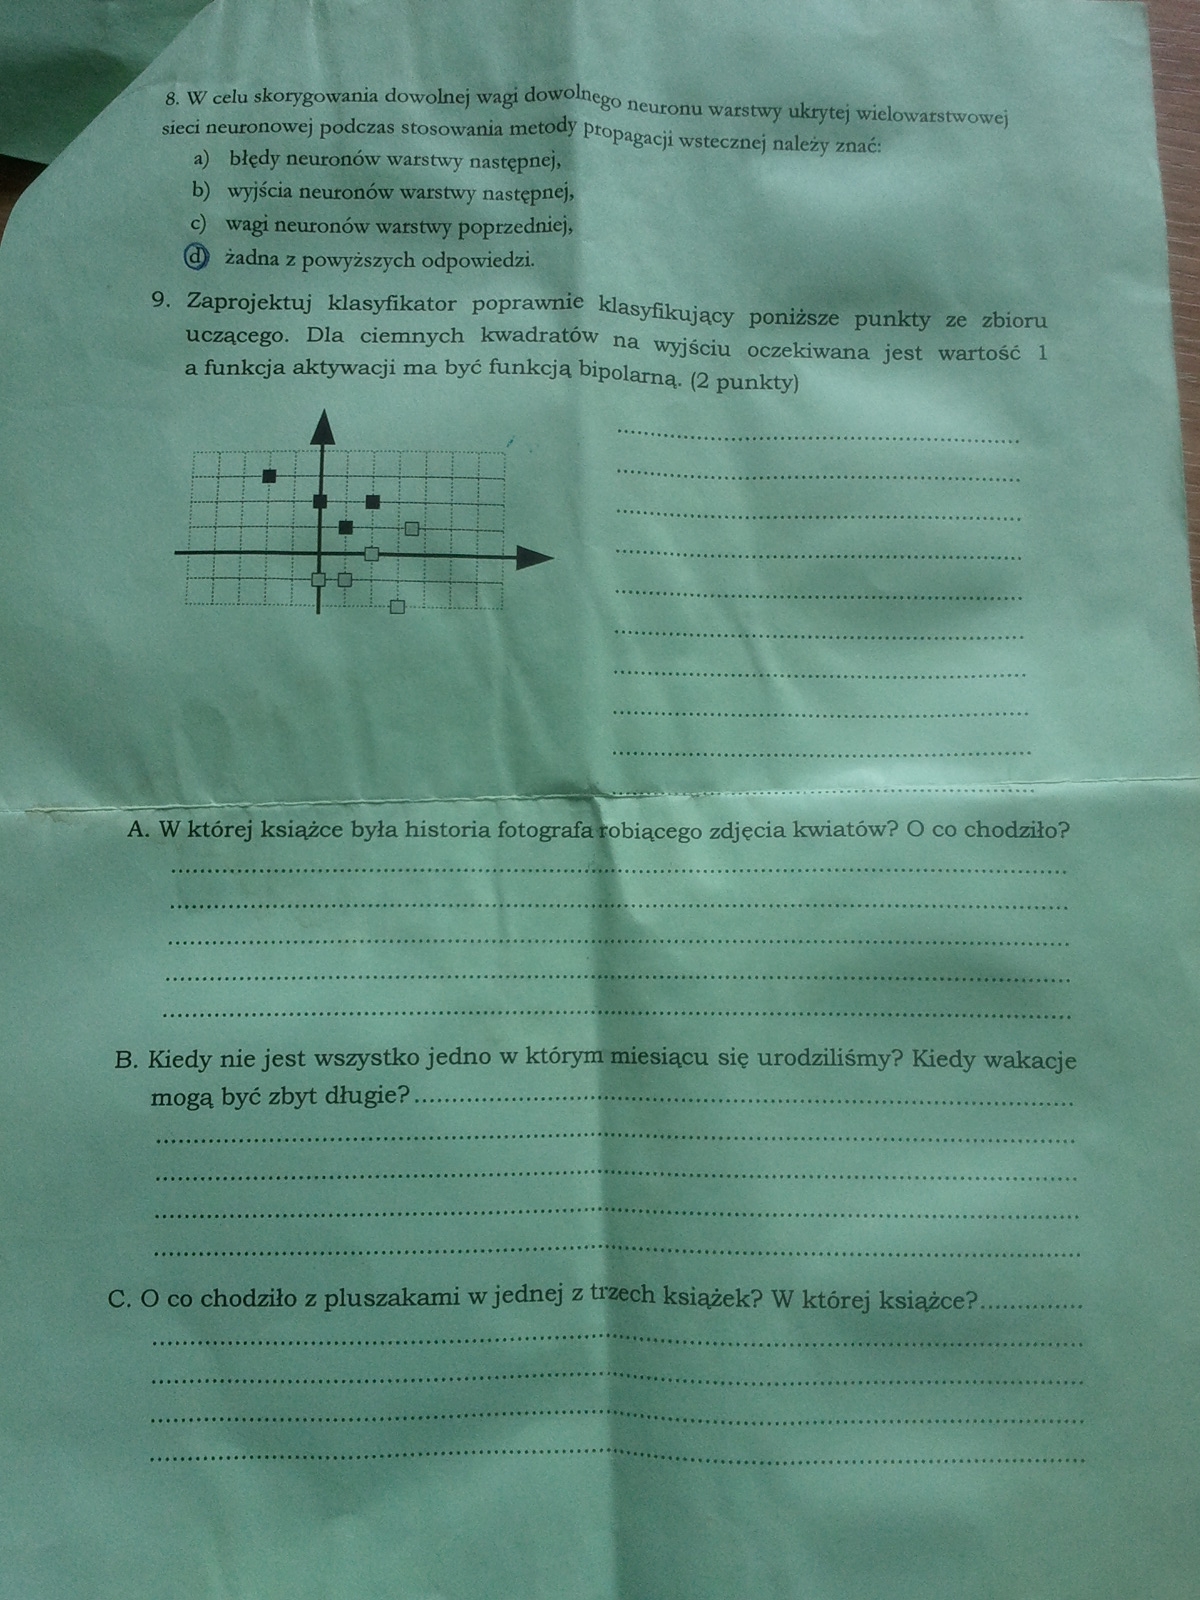 8. W celu skorygowania dowolnej wagi dowolnego neuronu warstwy ukrytej wielowarstwowej
sieci neuronowej podczas stosowania metody propagacji wstecznej należy znać:
a) błędy neuronów warstwy następnej,
b) wyjścia neuronów warstwy następnej,
c) wagi neuronów warstwy poprzedniej,
d) żadna z powyższych odpowiedzi.
9. Zaprojektuj klasyfikator poprawnie klasyfikujący poniższe punkty ze zbioru
uczącego. Dla ciemnych kwadratów na wyjściu oczekiwana jest wartość 1
a funkcja aktywacji ma być funkcją bipolarną. (2 punkty)
A. W której książce była historia fotografa robiącego zdjęcia kwiatów? O co chodziło?
B. Kiedy nie jest wszystko jedno w którym miesiącu się urodziliśmy? Kiedy wakacje
mogą być zbyt długie?
C. O co chodziło z pluszakami w jednej z trzech książek? W której książce?